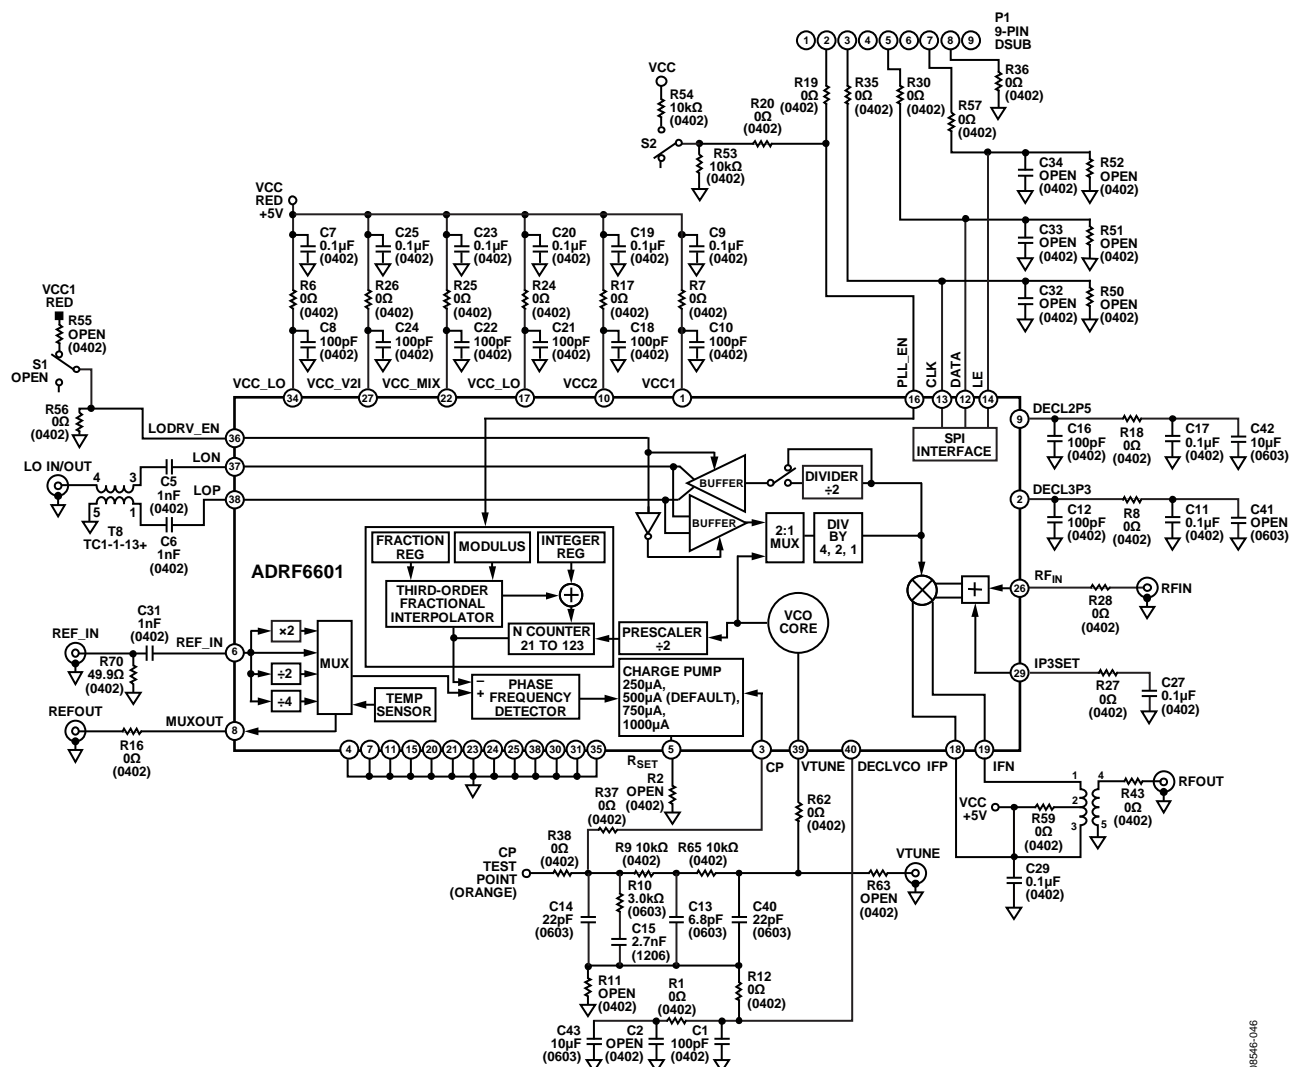 P1
9-PIN
DSUB
1 2 3 4 5 6 7 8 9
VCC
R54
10kΩ
(0402)
S2
R53
10kΩ
(0402)
R20
0Ω
(0402)
R19
0Ω
(0402)
R35
0Ω
(0402)
R30
0Ω
(0402)
R57
0Ω
(0402)
R36
0Ω
(0402)
C34
OPEN
(0402)
R52
OPEN
(0402)
C33
OPEN
(0402)
R51
OPEN
(0402)
C32
OPEN
(0402)
R50
OPEN
(0402)
VCC
RED
+5V
C7
0.1µF
(0402)
C25
0.1µF
(0402)
C23
0.1µF
(0402)
C20
0.1µF
(0402)
C19
0.1µF
(0402)
C9
0.1µF
(0402)
R6
0Ω
(0402)
R26
0Ω
(0402)
R25
0Ω
(0402)
R24
0Ω
(0402)
R17
0Ω
(0402)
R7
0Ω
(0402)
C8
100pF
(0402)
C24
100pF
(0402)
C22
100pF
(0402)
C21
100pF
(0402)
C18
100pF
(0402)
C10
100pF
(0402)
VCC1
RED
R55
OPEN
(0402)
S1
OPEN
R56
0Ω
(0402)
VCC_LO
VCC_V2I
VCC_MIX
VCC_LO
VCC2
VCC1
PLL_EN
CLK
DATA
LE
34 27 22 17 10 1 16 13 12 14
SPI
INTERFACE
LODRV_EN
36
LO IN/OUT
LON
37
4 3
C5
1nF
(0402)
LOP
38
5 1
T8
TC1-1-13+
C6
1nF
(0402)
9
DECL2P5
C16
100pF
(0402)
R18
0Ω
(0402)
C17
0.1µF
(0402)
C42
10µF
(0603)
2
DECL3P3
C12
100pF
(0402)
R8
0Ω
(0402)
C11
0.1µF
(0402)
C41
OPEN
(0603)
BUFFER
DIVIDER
÷2
BUFFER
2:1
MUX
DIV
BY
4, 2, 1
ADRF6601
FRACTION
REG
MODULUS
INTEGER
REG
THIRD-ORDER
FRACTIONAL
INTERPOLATOR
+
N COUNTER
21 TO 123
PRESCALER
÷2
VCO
CORE
+
26
RFIN
R28
0Ω
(0402)
RFIN
29
IP3SET
R27
0Ω
(0402)
C27
0.1µF
(0402)
C31
1nF
(0402)
REF_IN
REF_IN
6
R70
49.9Ω
(0402)
×2
÷2
÷4
MUX
TEMP
SENSOR
−
+
PHASE
FREQUENCY
DETECTOR
CHARGE PUMP
250µA,
500µA (DEFAULT),
750µA,
1000µA
REFOUT
MUXOUT
8
R16
0Ω
(0402)
4 7 11 15 20 21 23 24 25 38 30 31 35 5 3 39 40 18 19
RSET
CP
VTUNE
DECLVCO
IFP
IFN
R2
OPEN
(0402)
R37
0Ω
(0402)
R62
0Ω
(0402)
VCC
+5V
R59
0Ω
(0402)
1
2
3
4
5
R43
0Ω
(0402)
RFOUT
C29
0.1µF
(0402)
CP
TEST
POINT
(ORANGE)
R38
0Ω
(0402)
R9 10kΩ
(0402)
R65 10kΩ
(0402)
VTUNE
R63
OPEN
(0402)
C14
22pF
(0603)
R10
3.0kΩ
(0603)
C15
2.7nF
(1206)
C13
6.8pF
(0603)
C40
22pF
(0603)
R11
OPEN
(0402)
R12
0Ω
(0402)
R1
0Ω
(0402)
C43
10µF
(0603)
C2
OPEN
(0402)
C1
100pF
(0402)
08546-046